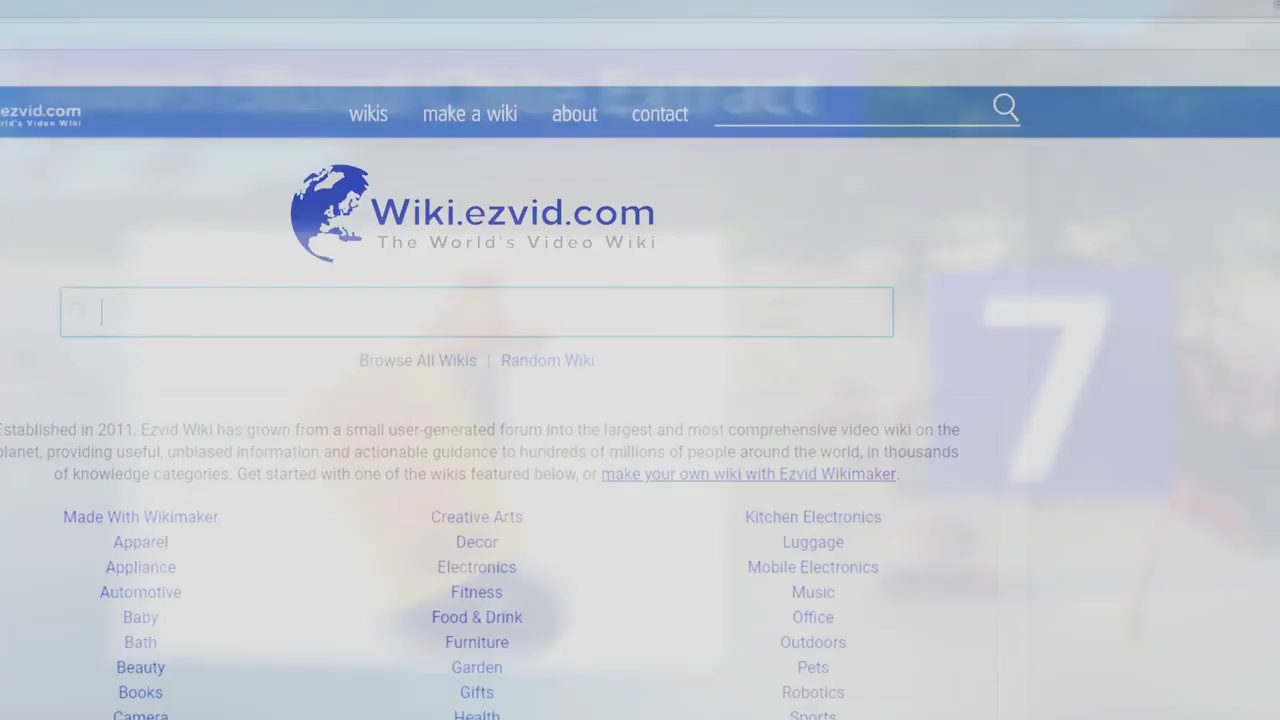 ezvid.com
wikis make a wiki about contact
Wiki.ezvid.com
The World's Video Wiki
Browse All Wikis | Random Wiki
Established in 2011. Ezvid Wiki has grown from a small user-generated forum into the largest and most comprehensive video wiki on the
planet, providing useful, unbiased information and actionable guidance to hundreds of millions of people around the world, in thousands
of knowledge categories. Get started with one of the wikis featured below, or make your own wiki with Ezvid Wikimaker.
Made With Wikimaker
Apparel
Appliance
Automotive
Baby
Bath
Beauty
Books
Camera
Creative Arts
Decor
Electronics
Fitness
Food & Drink
Furniture
Garden
Gifts
Health
Kitchen Electronics
Luggage
Mobile Electronics
Music
Office
Outdoors
Pets
Robotics
Sports
7
Extract